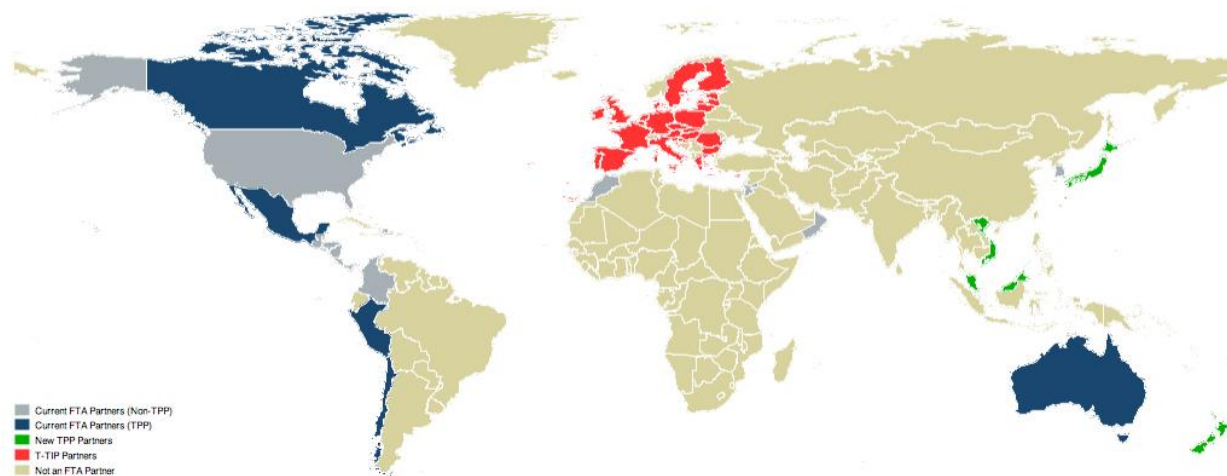 Current FTA Partners (Non-TPP)
Current FTA Partners (TPP)
New TPP Partners
T-TIP Partners
Not an FTA Partner